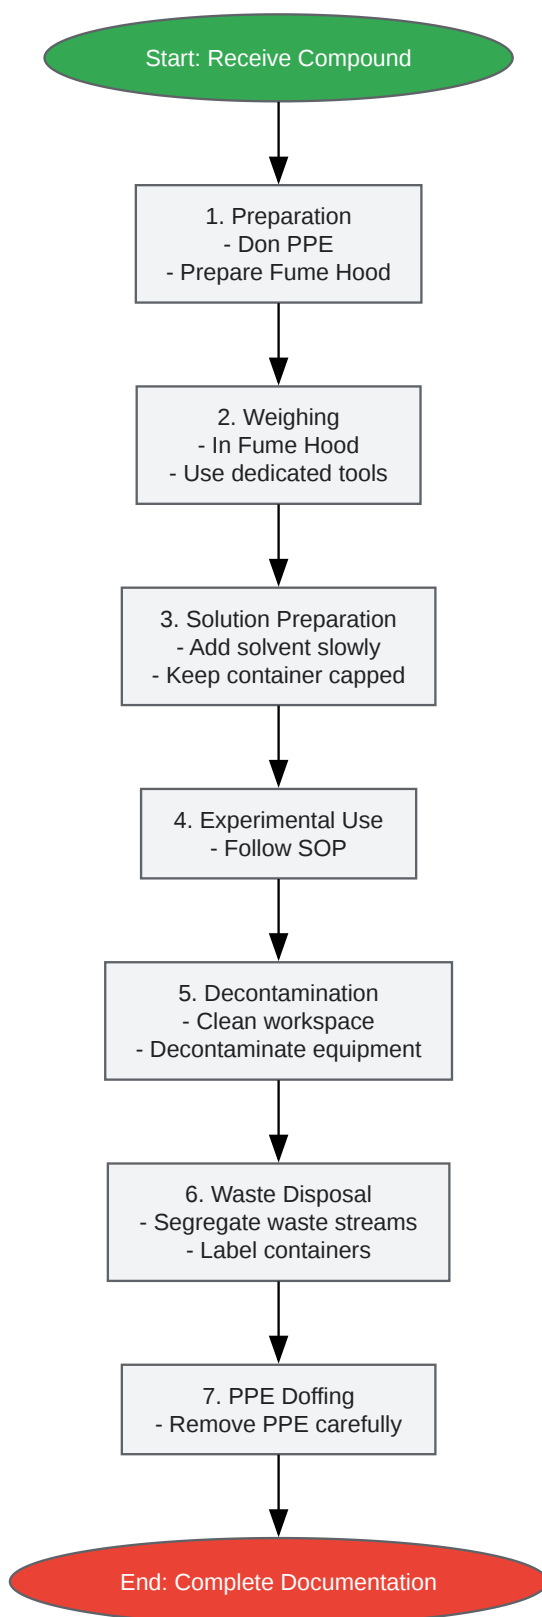 Start: Receive Compound
1. Preparation
- Don PPE
- Prepare Fume Hood
2. Weighing
- In Fume Hood
- Use dedicated tools
3. Solution Preparation
- Add solvent slowly
- Keep container capped
4. Experimental Use
- Follow SOP
5. Decontamination
- Clean workspace
- Decontaminate equipment
6. Waste Disposal
- Segregate waste streams
- Label containers
7. PPE Doffing
- Remove PPE carefully
End: Complete Documentation